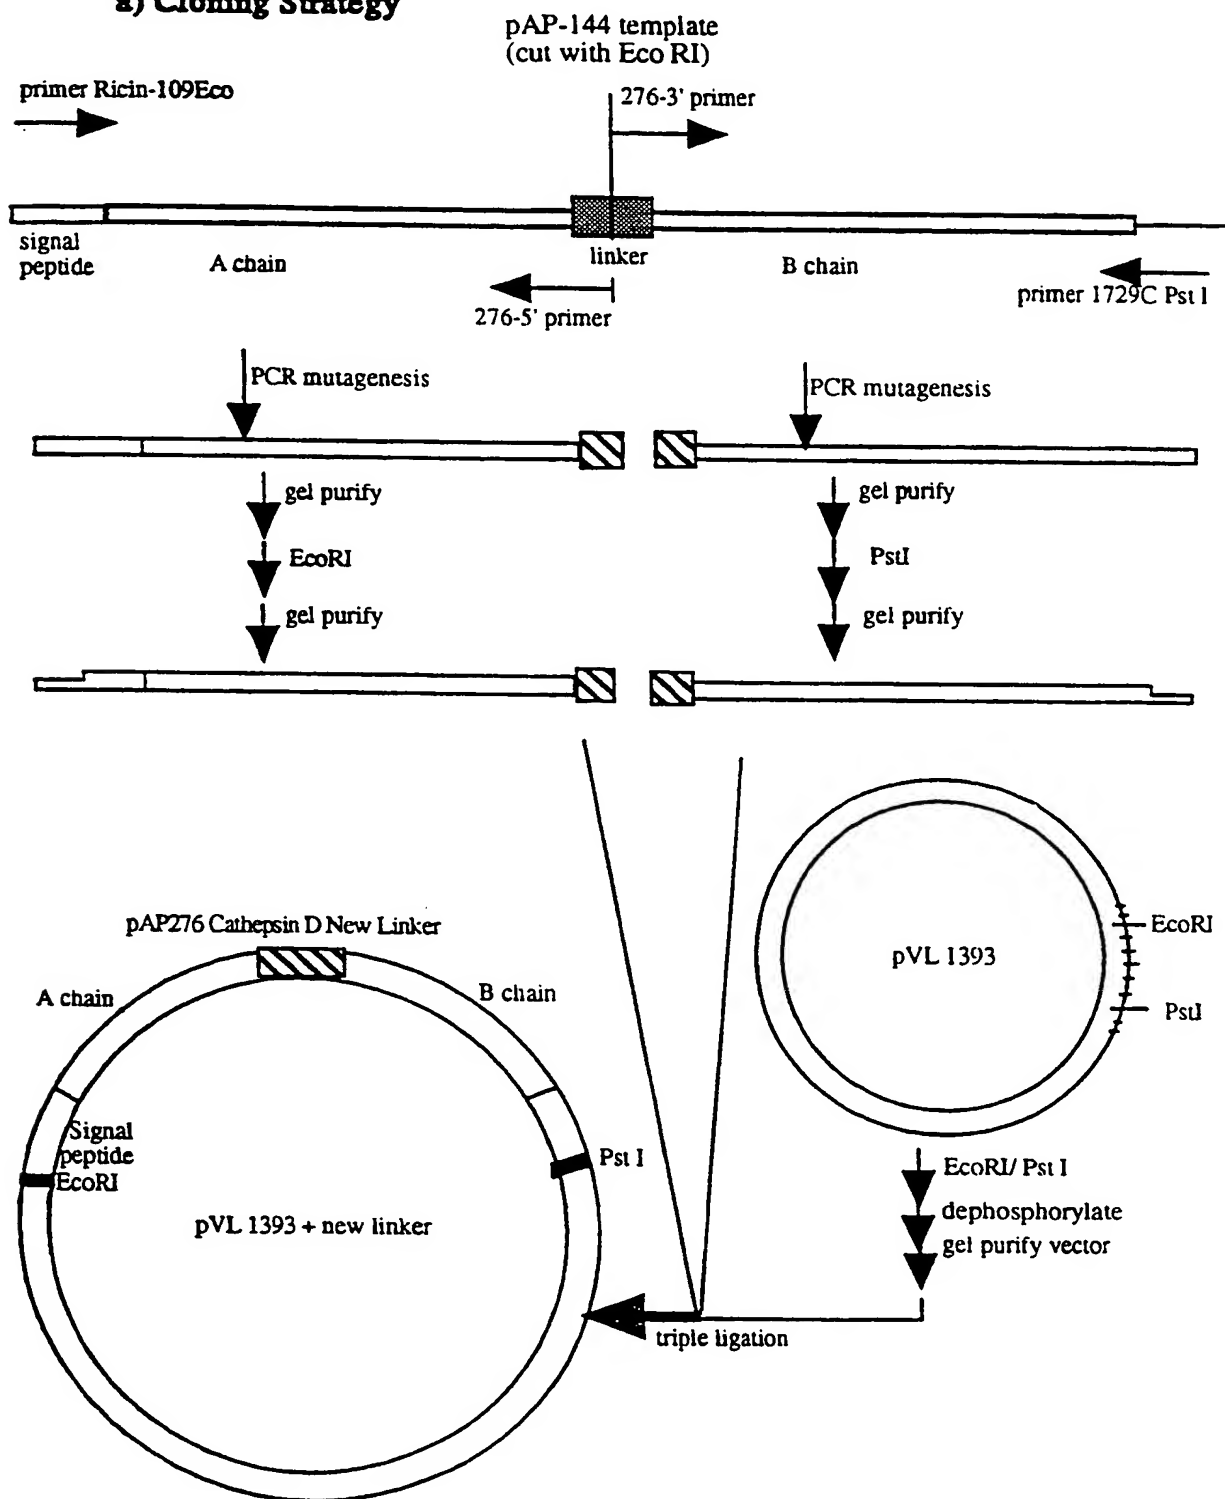 a) Cloning Strategy
pAP-144 template
(cut with Eco RI)
primer Ricin-109Eco
276-3' primer
signal
peptide
A chain
linker
B chain
276-5' primer
primer 1729C Pst I
PCR mutagenesis
PCR mutagenesis
gel purify
gel purify
EcoRI
PstI
gel purify
gel purify
pAP276 Cathepsin D New Linker
A chain
B chain
EcoRI
pVL 1393
PstI
Signal
peptide
EcoRI
Pst I
pVL 1393 + new linker
EcoRI/ Pst I
dephosphorylate
gel purify vector
triple ligation